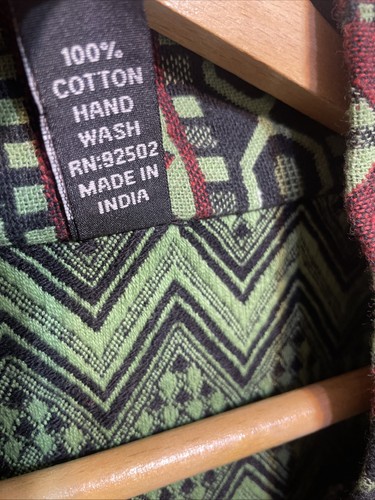 100%
COTTON
HAND
WASH
RN:92502
MADE IN
INDIA